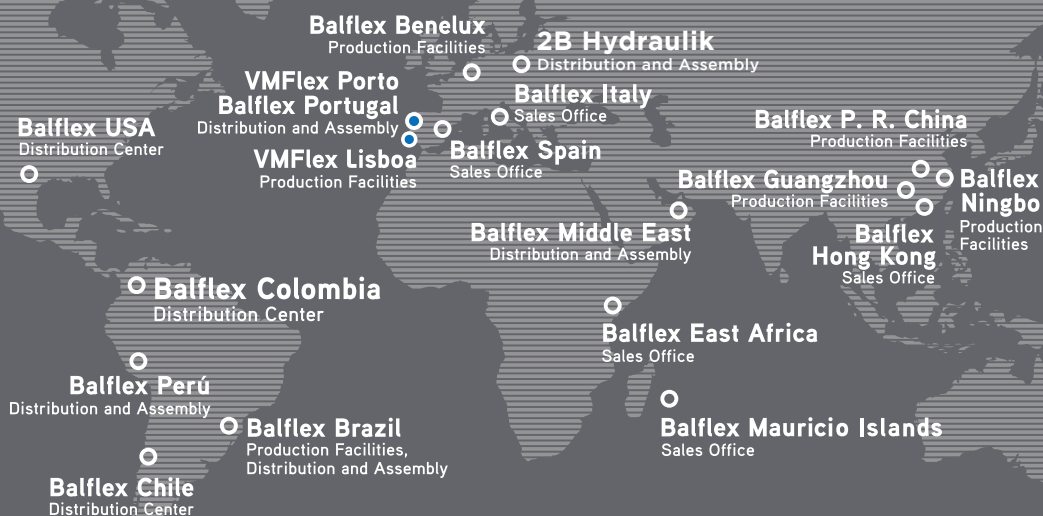 Balflex Benelux
Production Facilities
2B Hydraulik
Distribution and Assembly
VMFlex Porto
Balflex Portugal
Distribution and Assembly
Balflex Italy
Sales Office
Balflex USA
Distribution Center
VMFlex Lisboa
Production Facilities
Balflex Spain
Sales Office
Balflex P. R. China
Production Facilities
Balflex Guangzhou
Production Facilities
Balflex
Ningbo
Production
Facilities
Balflex
Hong Kong
Sales Office
Balflex Middle East
Distribution and Assembly
Balflex Colombia
Distribution Center
Balflex East Africa
Sales Office
Balflex Perú
Distribution and Assembly
Balflex Brazil
Production Facilities,
Distribution and Assembly
Balflex Mauricio Islands
Sales Office
Balflex Chile
Distribution Center